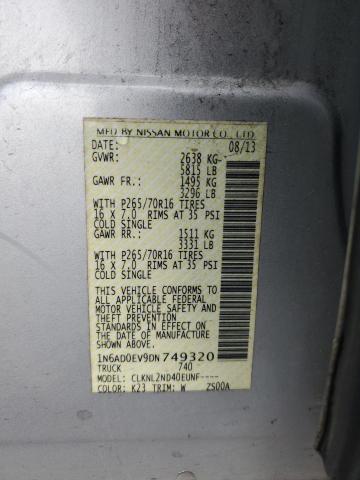 MFD BY NISSAN MOTOR CO., LTD.
DATE: 08/13
GVWR: 2638 KG
5815 LB
GAWR FR.: 1495 KG
3296 LB
WITH P265/70R16 TIRES
16 X 7.0 RIMS AT 35 PSI
COLD SINGLE
GAWR RR.: 1511 KG
3331 LB
WITH P265/70R16 TIRES
16 X 7.0 RIMS AT 35 PSI
COLD SINGLE
THIS VEHICLE CONFORMS TO ALL
APPLICABLE FEDERAL MOTOR
MOTOR VEHICLE SAFETY AND
THEFT PREVENTION STANDARDS
IN EFFECT ON THE DATE OF
MANUFACTURE SHOWN ABOVE.
1N6AD0EV9DN749320
TRUCK 740
MODEL: CLKNL2ND40EUNF----
COLOR: K23 TRIM: W ZS00A